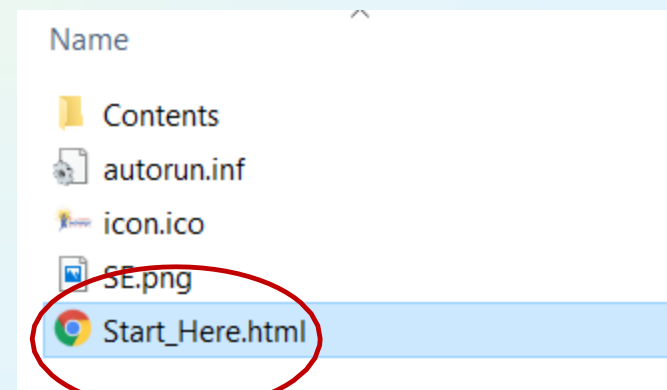 Name
Contents
autorun.inf
icon.ico
SE.png
Start_Here.html